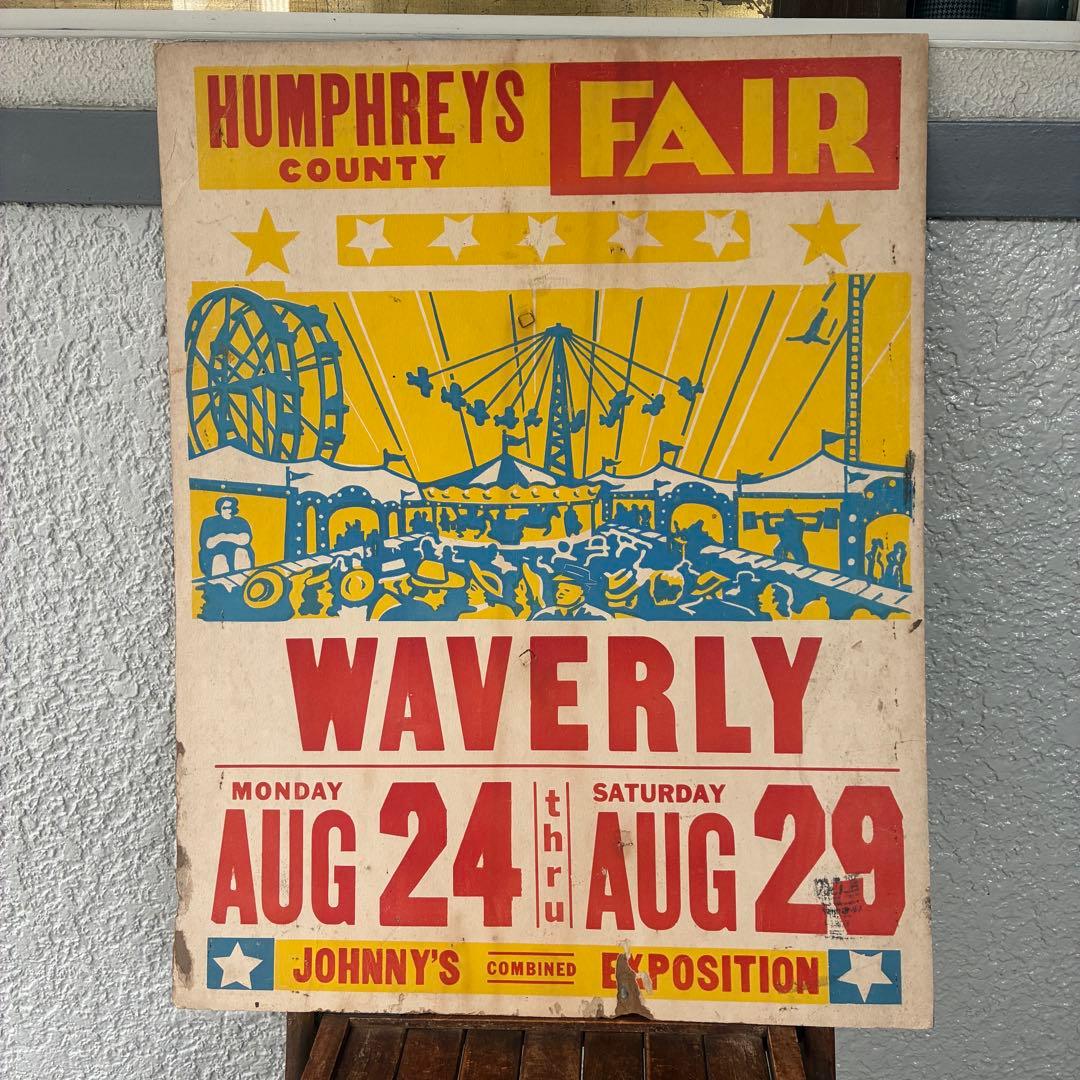 HUMPHREYS
COUNTY
FAIR
WAVERLY
MONDAY
AUG 24
thru
SATURDAY
AUG 29
JOHNNY'S COMBINED EXPOSITION